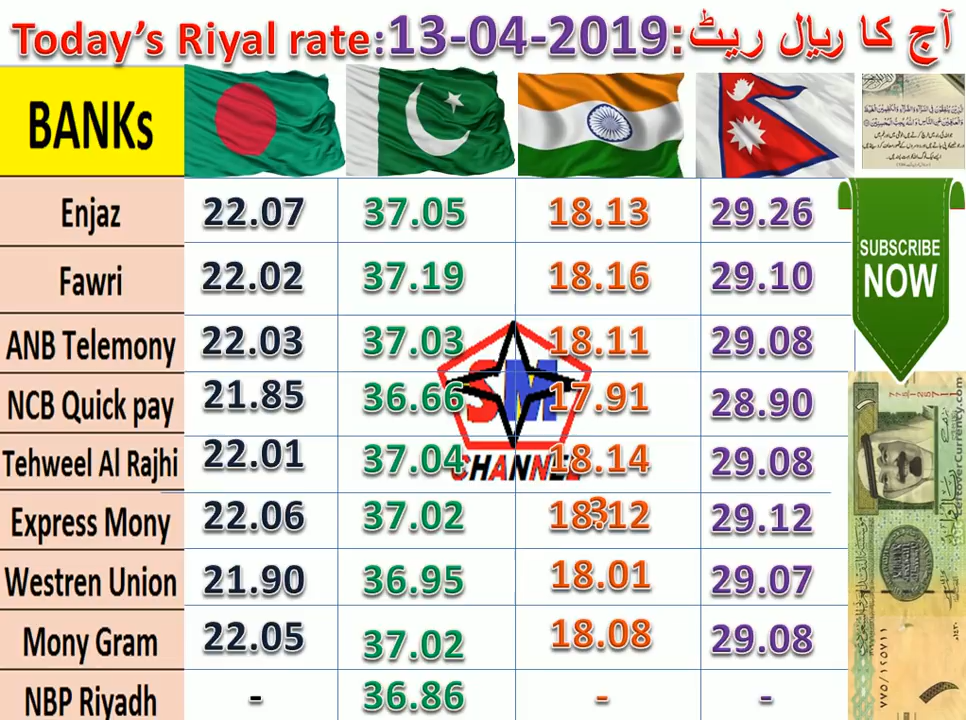 Today's Riyal rate:13-04-2019:آج کا ریال ریٹ
BANKs
Enjaz 22.07 37.05 18.13 29.26
Fawri 22.02 37.19 18.16 29.10
ANB Telemony 22.03 37.03 18.11 29.08
NCB Quick pay 21.85 36.66 17.91 28.90
Tehweel Al Rajhi 22.01 37.04 18.14 29.08
Express Mony 22.06 37.02 18.12 29.12
Westren Union 21.90 36.95 18.01 29.07
Mony Gram 22.05 37.02 18.08 29.08
NBP Riyadh - 36.86 - -
SM
CHANNEL
SUBSCRIBE
NOW
LeftoverCurrency.com